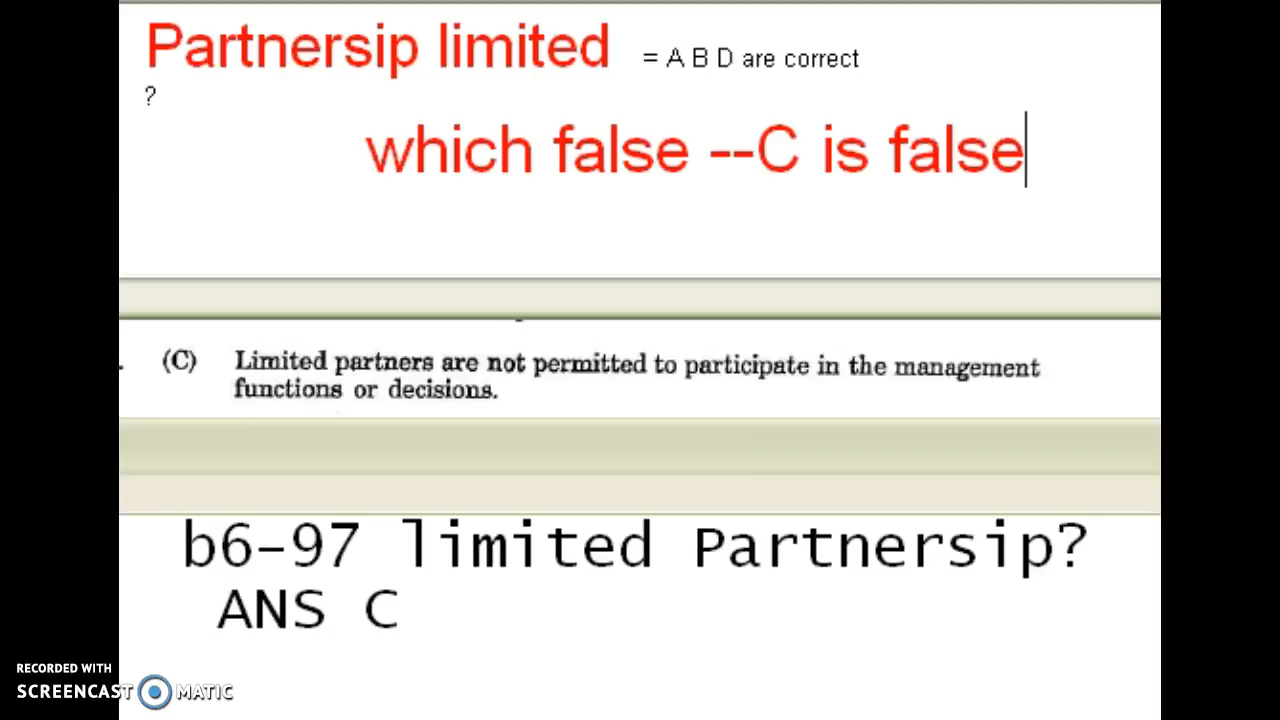 Partnersip limited = A B D are correct
?
which false --C is false
(C) Limited partners are not permitted to participate in the management
functions or decisions.
b6-97 limited Partnersip?
ANS C
RECORDED WITH
SCREENCAST MATIC